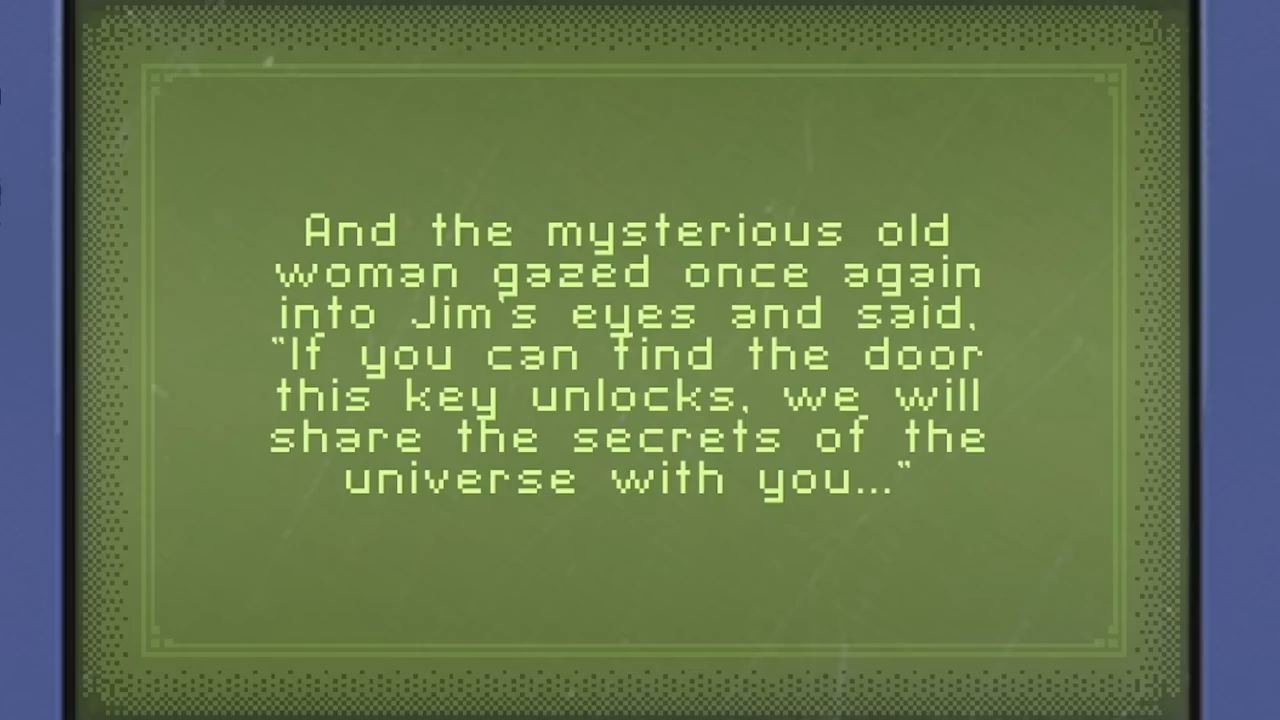 And the mysterious old
woman gazed once again
into Jim's eyes and said,
"If you can find the door
this key unlocks, we will
share the secrets of the
universe with you..."